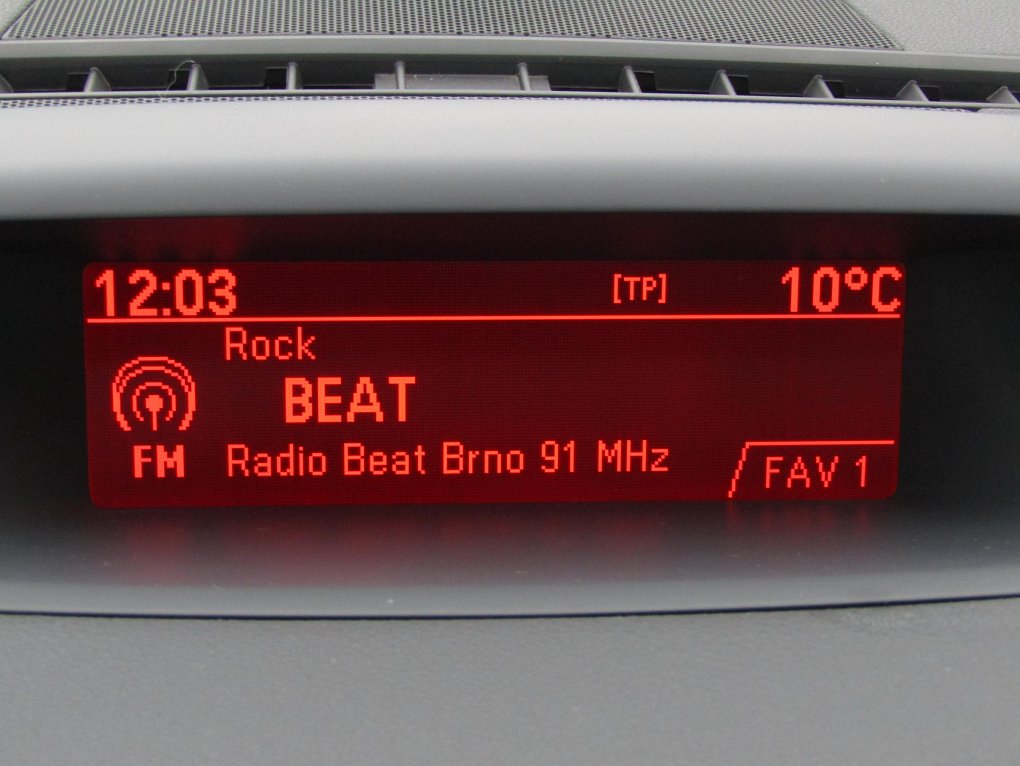 12:03 [TP] 10°C
Rock
BEAT
FM Radio Beat Brno 91 MHz
FAV 1